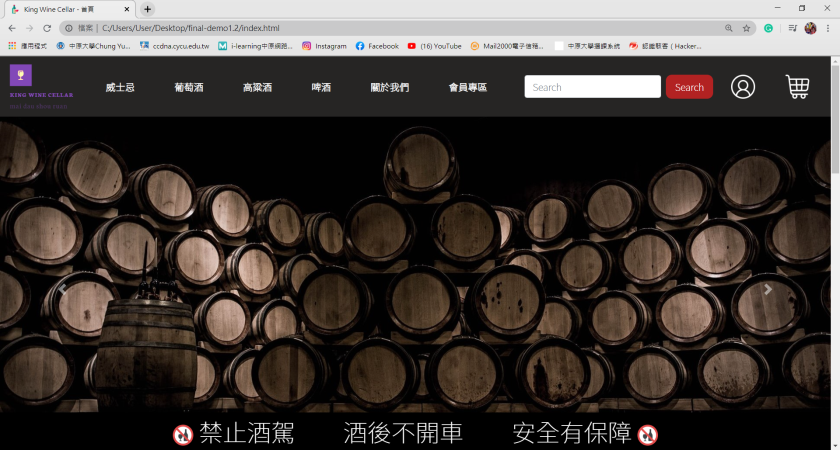 King Wine Cellar - 首頁
檔案 | C:/Users/User/Desktop/final-demo1.2/index.html
應用程式 中原大學Chung Yu... ccdna.cycu.edu.tw i-learning中原網路... Instagram Facebook (16) YouTube Mail2000電子信箱... 中原大學播課系統 認識駭客 ( Hacker...
KING WINE CELLAR
威士忌 葡萄酒 高粱酒 啤酒 關於我們 會員專區 Search Search
禁止酒駕 酒後不開車 安全有保障